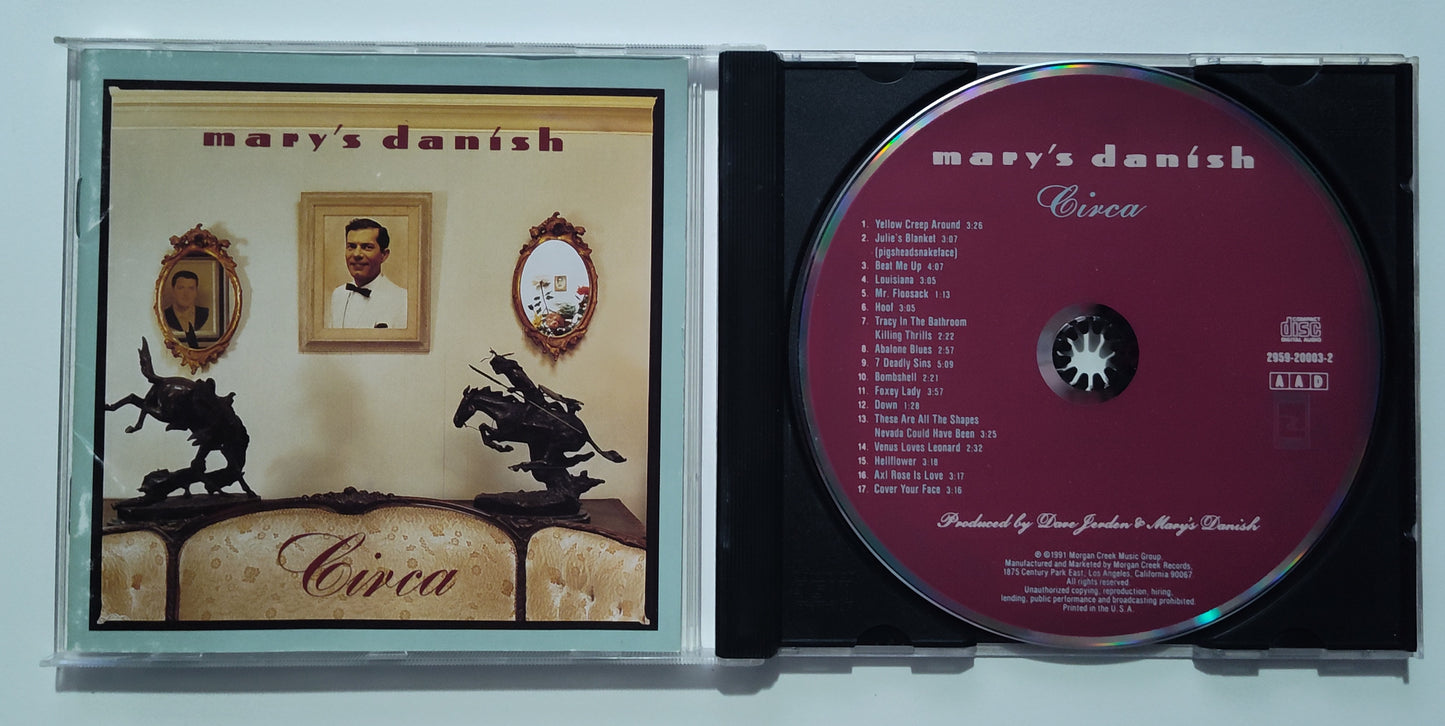 mary's danish
Circa
mary's danish
Circa
1. Yellow Creep Around 3:26
2. Julie's Blanket 3:07
(pigsheadsnakeface)
3. Beat Me Up 4:07
4. Louisiana 3:05
5. Mr. Floosack 1:13
6. Hoof 3:05
7. Tracy In The Bathroom
Killing Thrills 2:22
8. Abalone Blues 2:57
9. 7 Deadly Sins 5:09
10. Bombshell 2:21
11. Foxey Lady 3:57
12. Down 1:28
13. These Are All The Shapes
Nevada Could Have Been 3:25
14. Venus Loves Leonard 2:32
15. Hellflower 3:18
16. Axl Rose Is Love 3:17
17. Cover Your Face 3:16
COMPACT
disc
DIGITAL AUDIO
2959-20003-2
A A D
Produced by Dave Jerden & Mary's Danish
℗ ©1991 Morgan Creek Music Group.
Manufactured and Marketed by Morgan Creek Records,
1875 Century Park East, Los Angeles, California 90067.
All rights reserved.
Unauthorized copying, reproduction, hiring,
lending, public performance and broadcasting prohibited.
Printed in the U.S.A.